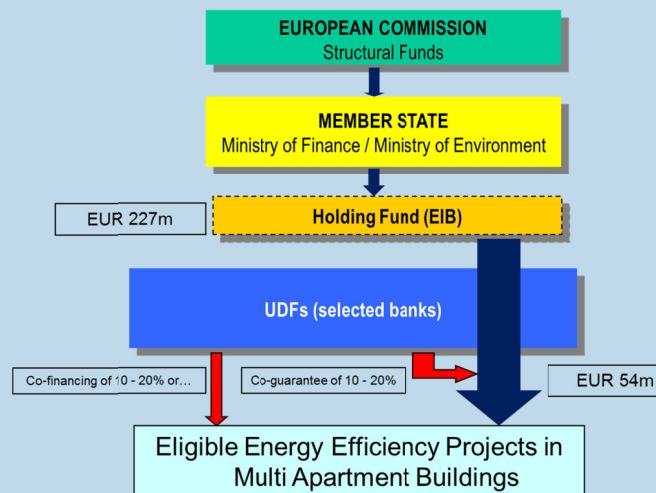 EUROPEAN COMMISSION
Structural Funds
MEMBER STATE
Ministry of Finance / Ministry of Environment
EUR 227m
Holding Fund (EIB)
UDFs (selected banks)
Co-financing of 10 - 20% or…
Co-guarantee of 10 - 20%
EUR 54m
Eligible Energy Efficiency Projects in
Multi Apartment Buildings